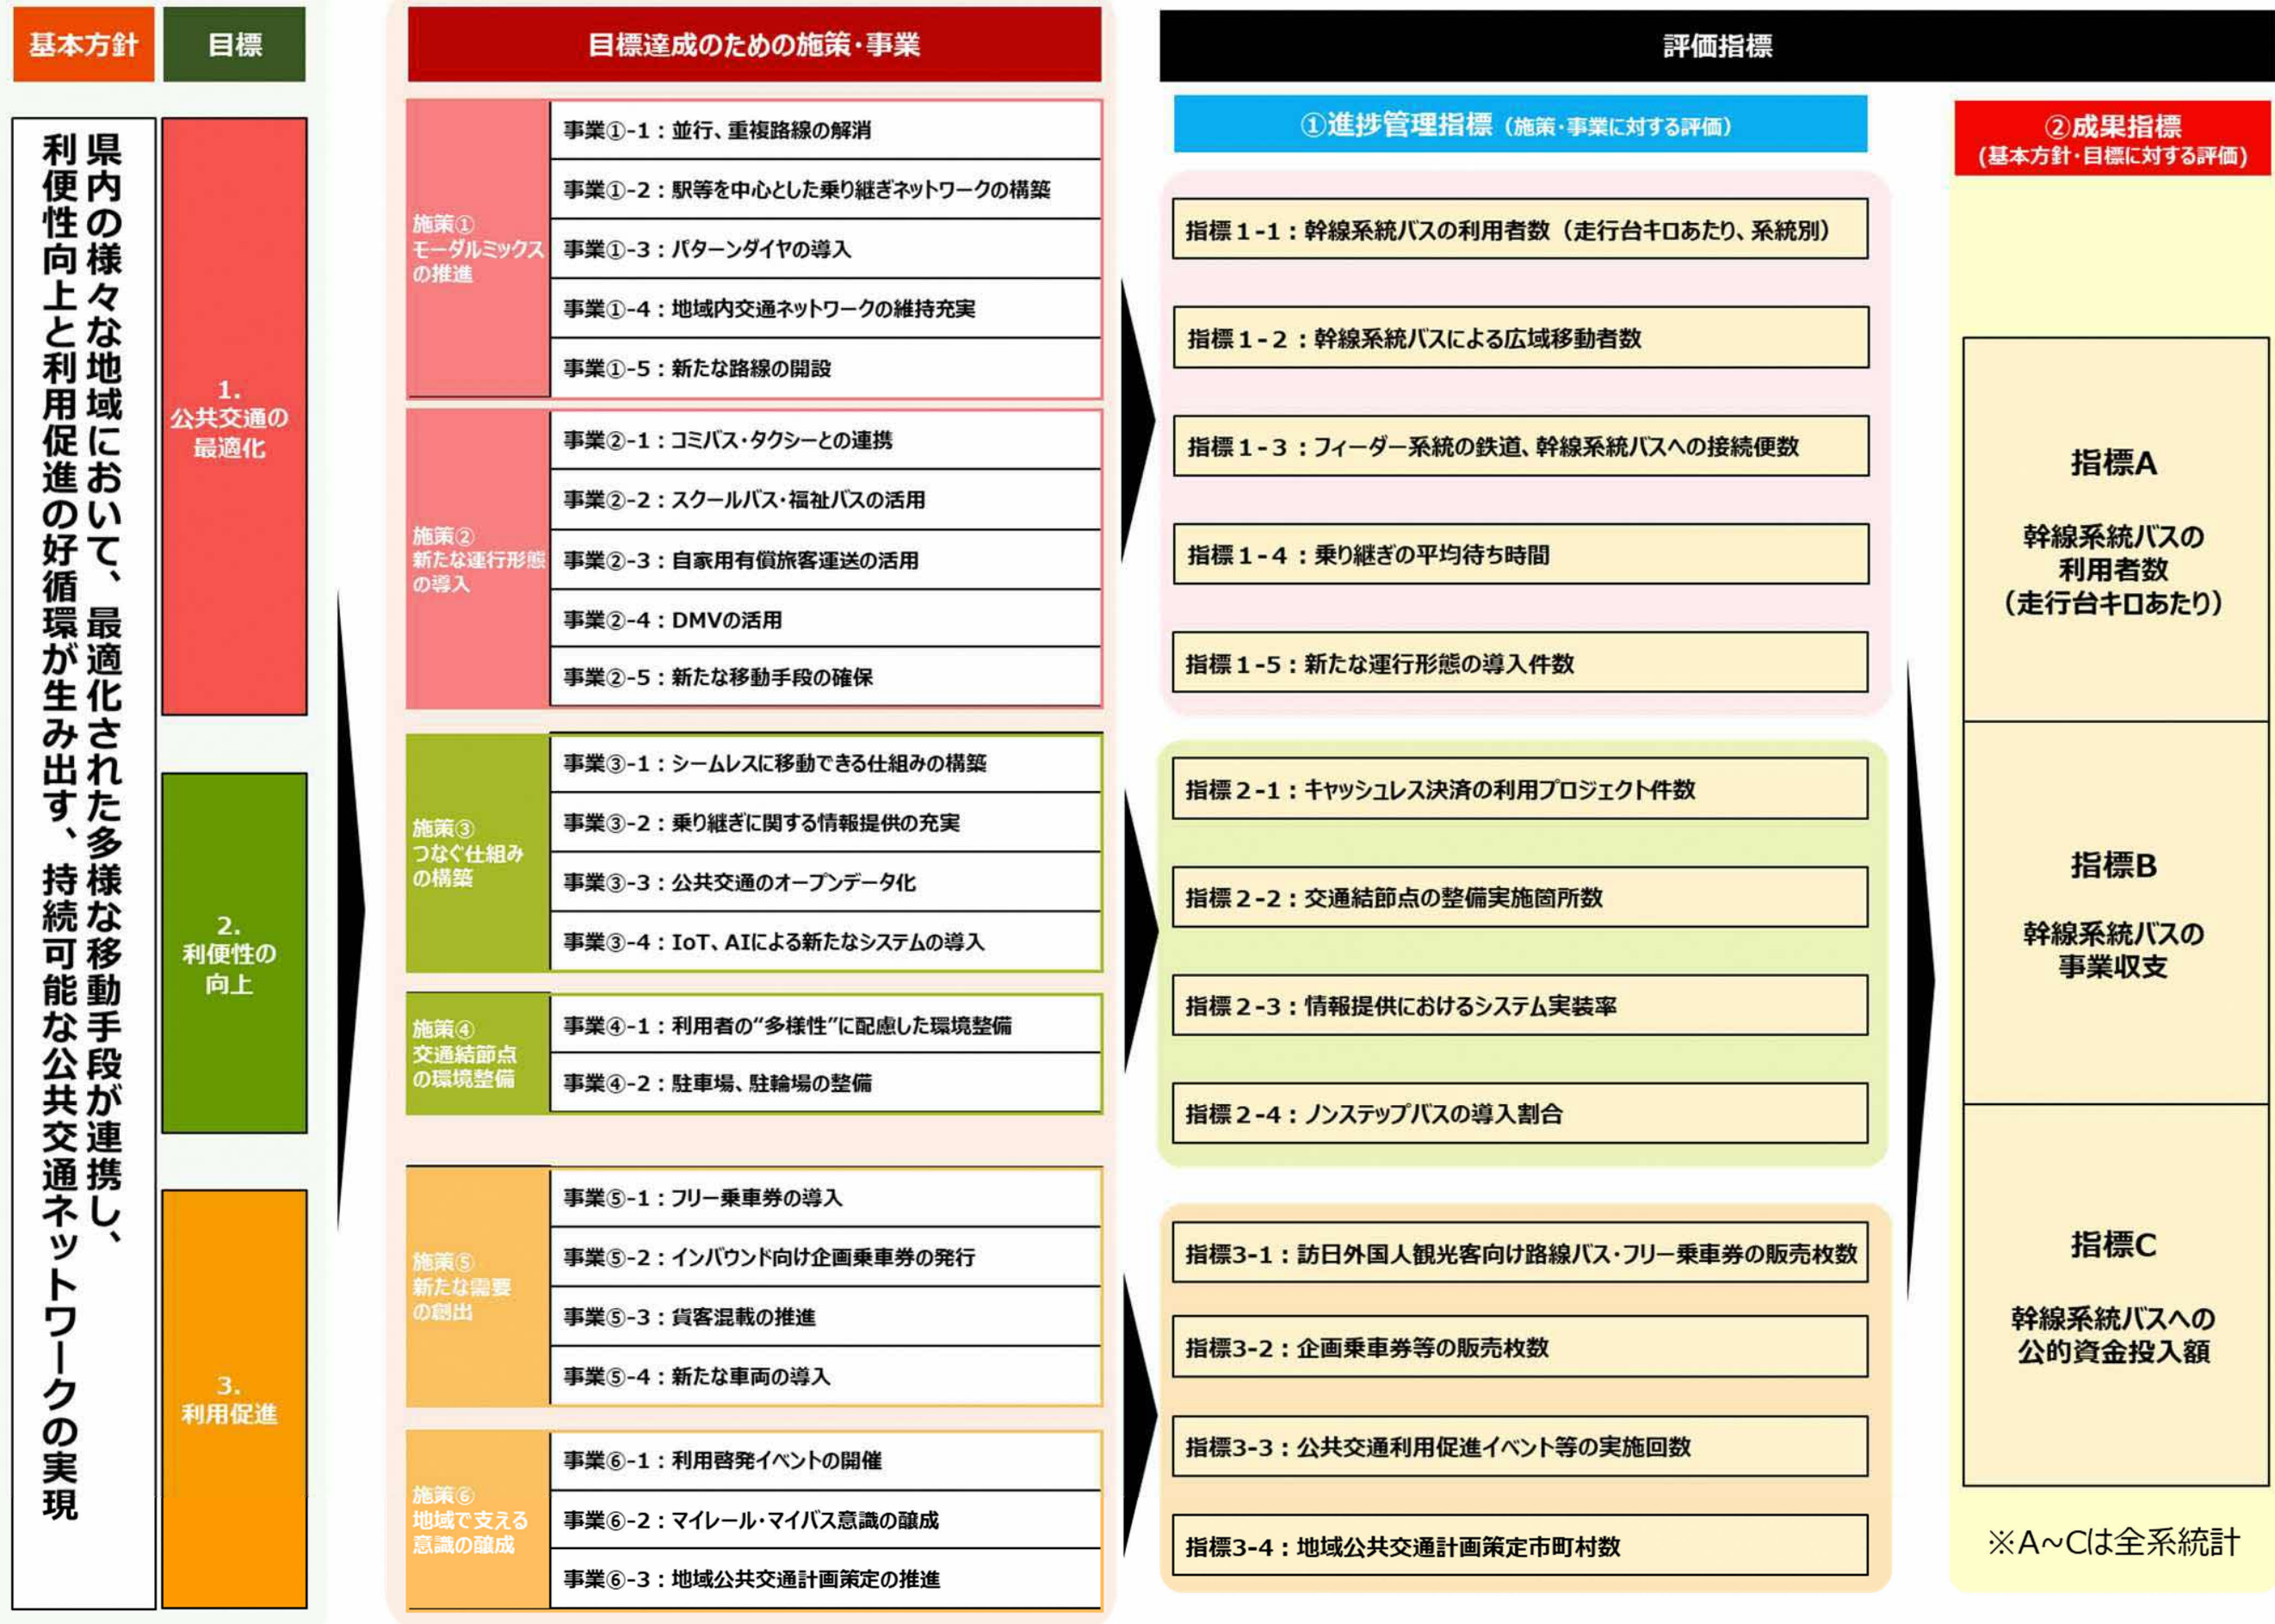 基本方針
目標
目標達成のための施策・事業
評価指標
県内の様々な地域において、最適化された多様な移動手段が連携し、
利便性向上と利用促進の好循環が生み出す、持続可能な公共交通ネットワークの実現
1.
公共交通の
最適化
2.
利便性の
向上
3.
利用促進
施策①
モーダルミックス
の推進
事業①-1：並行、重複路線の解消
事業①-2：駅等を中心とした乗り継ぎネットワークの構築
事業①-3：パターンダイヤの導入
事業①-4：地域内交通ネットワークの維持充実
事業①-5：新たな路線の開設
施策②
新たな運行形態
の導入
事業②-1：コミバス・タクシーとの連携
事業②-2：スクールバス・福祉バスの活用
事業②-3：自家用有償旅客運送の活用
事業②-4：DMVの活用
事業②-5：新たな移動手段の確保
施策③
つなぐ仕組み
の構築
事業③-1：シームレスに移動できる仕組みの構築
事業③-2：乗り継ぎに関する情報提供の充実
事業③-3：公共交通のオープンデータ化
事業③-4：IoT、AIによる新たなシステムの導入
施策④
交通結節点
の環境整備
事業④-1：利用者の“多様性”に配慮した環境整備
事業④-2：駐車場、駐輪場の整備
施策⑤
新たな需要
の創出
事業⑤-1：フリー乗車券の導入
事業⑤-2：インバウンド向け企画乗車券の発行
事業⑤-3：貨客混載の推進
事業⑤-4：新たな車両の導入
施策⑥
地域で支える
意識の醸成
事業⑥-1：利用啓発イベントの開催
事業⑥-2：マイレール・マイバス意識の醸成
事業⑥-3：地域公共交通計画策定の推進
①進捗管理指標（施策・事業に対する評価）
指標1-1：幹線系統バスの利用者数（走行台キロあたり、系統別）
指標1-2：幹線系統バスによる広域移動者数
指標1-3：フィーダー系統の鉄道、幹線系統バスへの接続便数
指標1-4：乗り継ぎの平均待ち時間
指標1-5：新たな運行形態の導入件数
指標2-1：キャッシュレス決済の利用プロジェクト件数
指標2-2：交通結節点の整備実施箇所数
指標2-3：情報提供におけるシステム実装率
指標2-4：ノンステップバスの導入割合
指標3-1：訪日外国人観光客向け路線バス・フリー乗車券の販売枚数
指標3-2：企画乗車券等の販売枚数
指標3-3：公共交通利用促進イベント等の実施回数
指標3-4：地域公共交通計画策定市町村数
②成果指標
(基本方針・目標に対する評価)
指標A
幹線系統バスの
利用者数
（走行台キロあたり）
指標B
幹線系統バスの
事業収支
指標C
幹線系統バスへの
公的資金投入額
※A~Cは全系統計